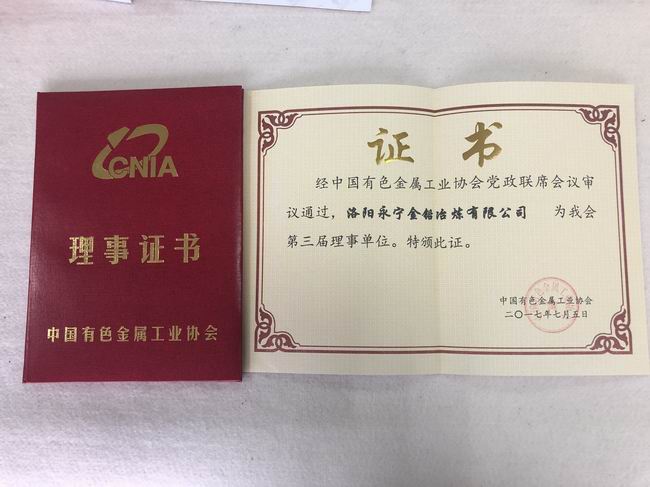 CNIA
理事证书
中国有色金属工业协会
证书
经中国有色金属工业协会党政联席会议审
议通过，洛阳永宁金铅冶炼有限公司 为我会
第三届理事单位。特颁此证。
中国有色金属工业协会
二〇一七年七月五日